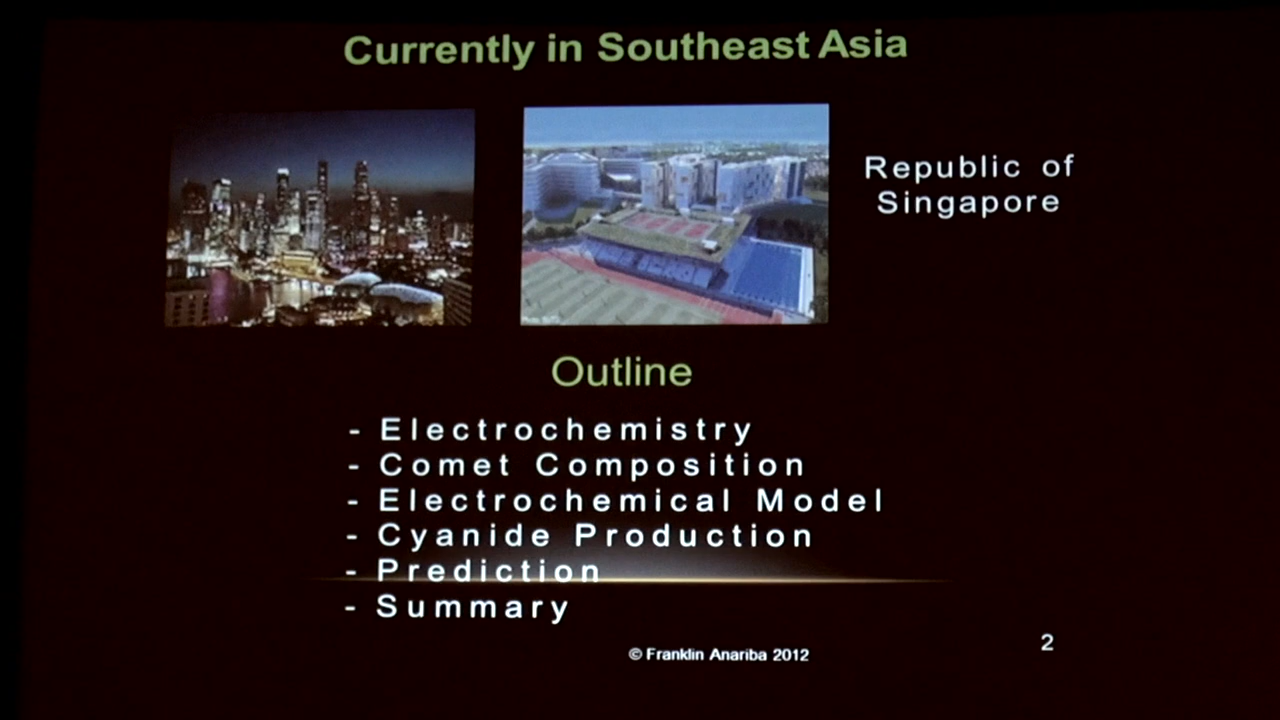 Currently in Southeast Asia
Republic of
Singapore
Outline
- Electrochemistry
- Comet Composition
- Electrochemical Model
- Cyanide Production
- Prediction
- Summary
© Franklin Anariba 2012
2